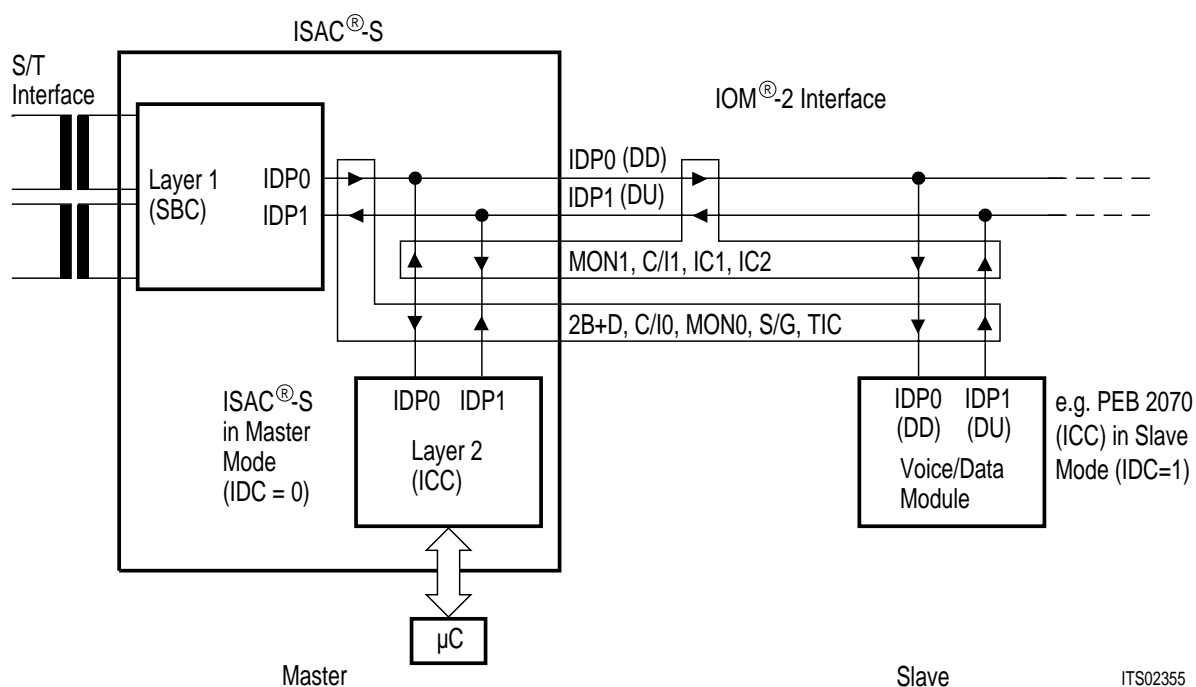 ISAC®-S
S/T
Interface
IOM®-2 Interface
IDP0 (DD)
Layer 1
(SBC)
IDP0
IDP1
IDP1 (DU)
MON1, C/I1, IC1, IC2
2B+D, C/I0, MON0, S/G, TIC
ISAC®-S
in Master
Mode
(IDC = 0)
IDP0 IDP1
Layer 2
(ICC)
IDP0
(DD)
IDP1
(DU)
Voice/Data
Module
e.g. PEB 2070
(ICC) in Slave
Mode (IDC=1)
µC
Master
Slave
ITS02355